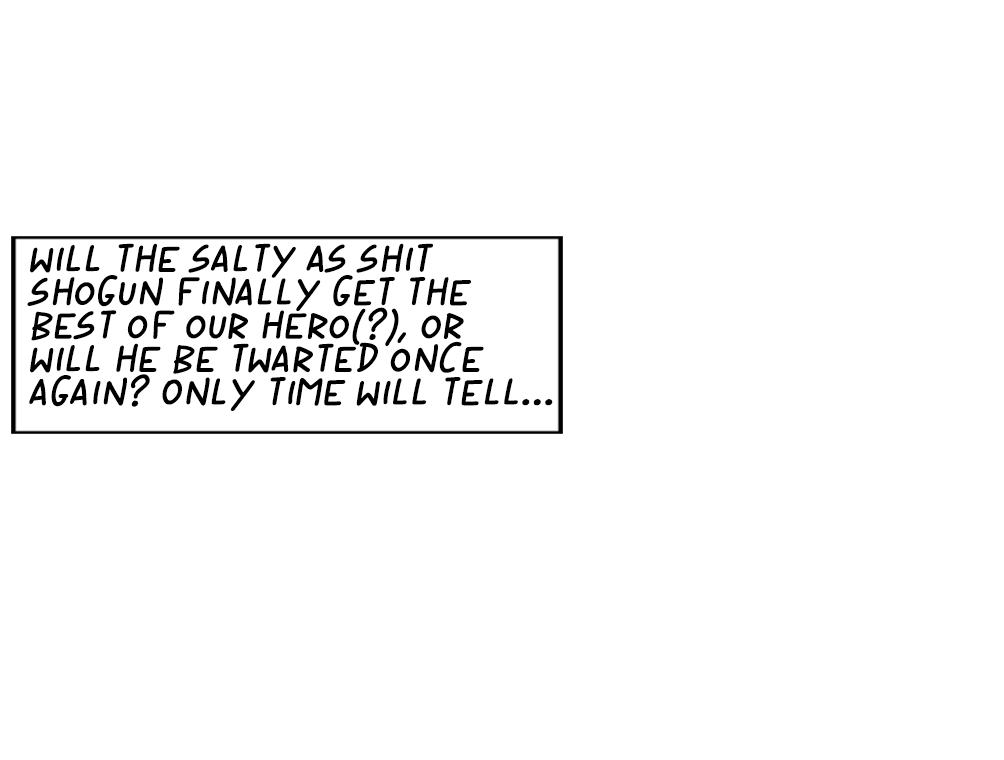 WILL THE SALTY AS SHIT
SHOGUN FINALLY GET THE
BEST OF OUR HERO(?), OR
WILL HE BE TWARTED ONCE
AGAIN? ONLY TIME WILL TELL...